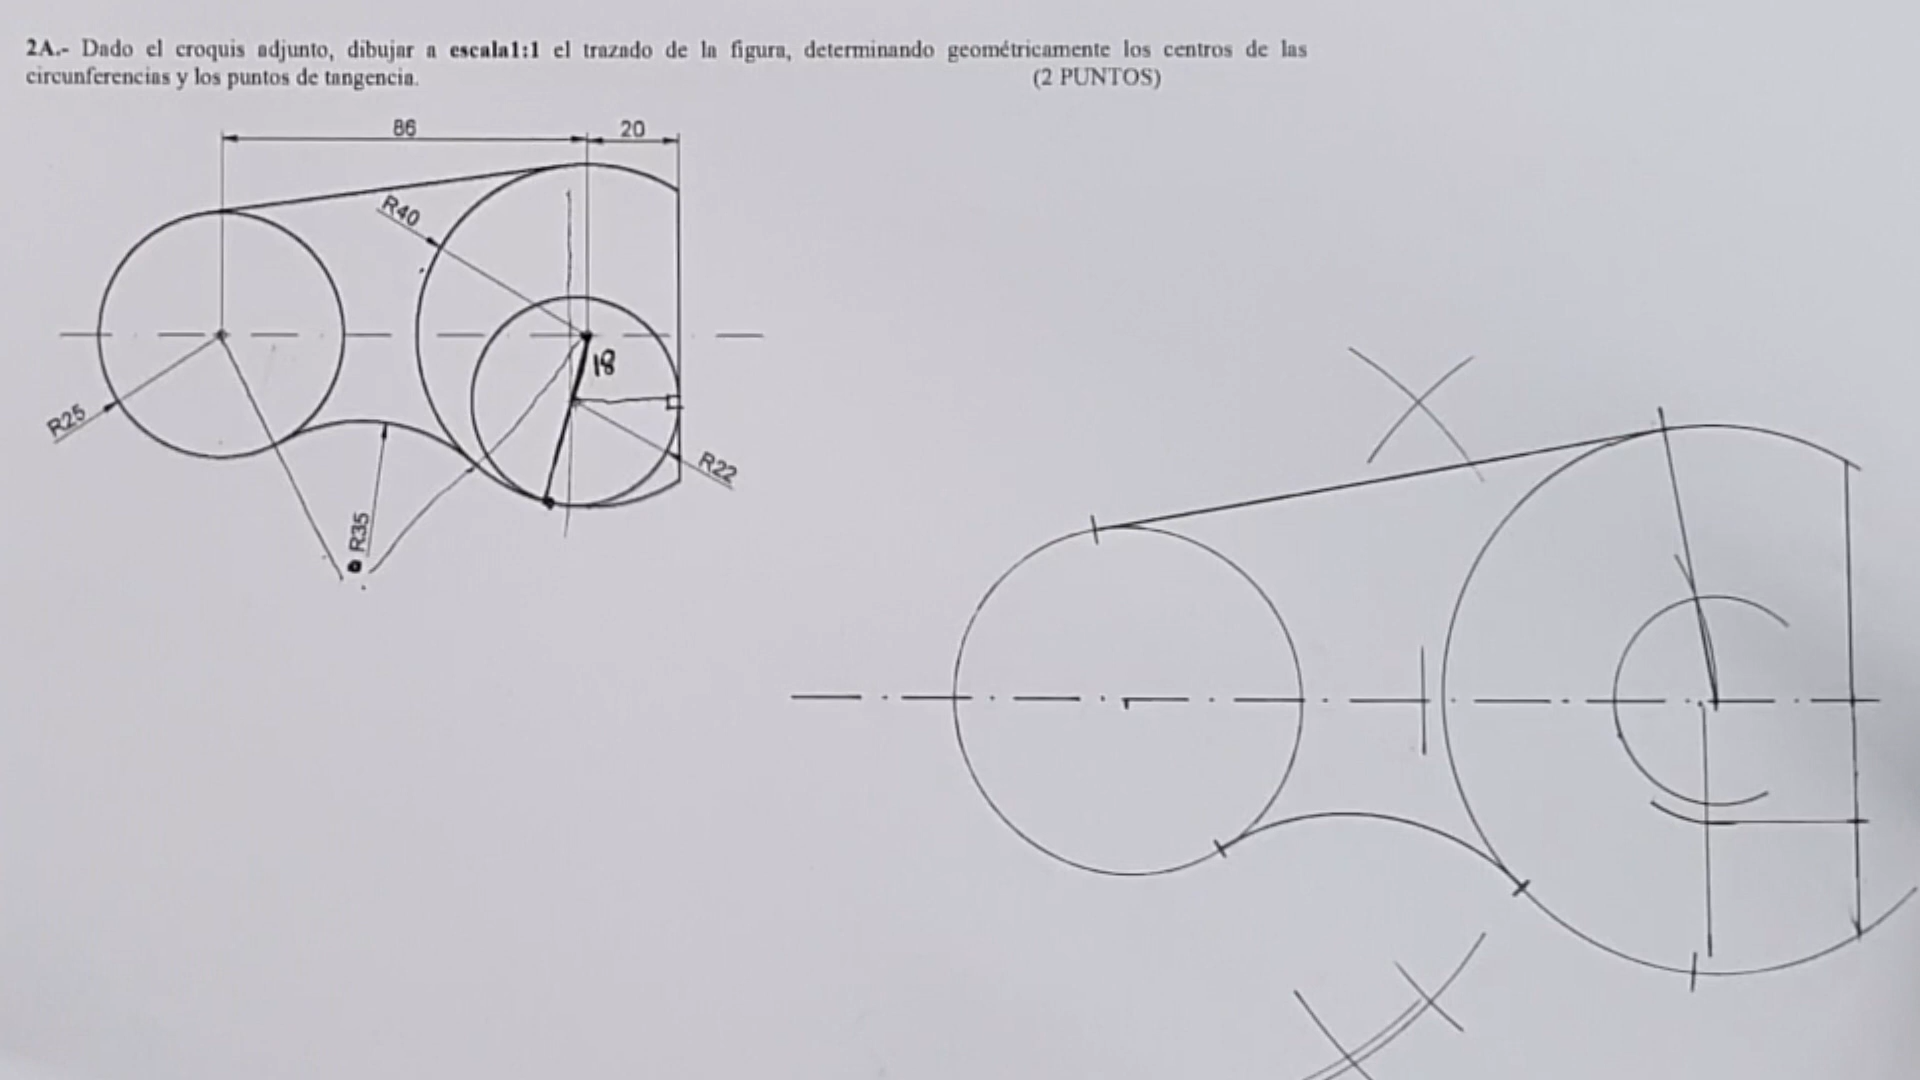 2A.- Dado el croquis adjunto, dibujar a escala1:1 el trazado de la figura, determinando geométricamente los centros de las
circunferencias y los puntos de tangencia. (2 PUNTOS)
86
20
R40
18
R25
R22
R35